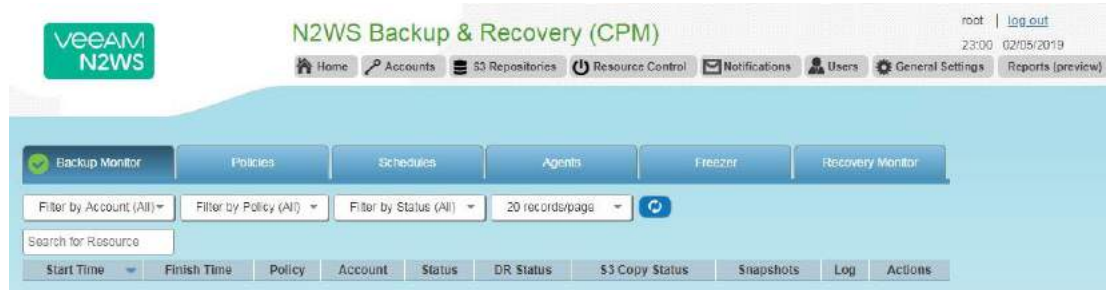 VEEAM
N2WS
N2WS Backup & Recovery (CPM)
root | log out
23:00 02/05/2019
Home Accounts S3 Repositories Resource Control Notifications Users General Settings Reports (preview)
Backup Monitor Policies Schedules Agents Freezer Recovery Monitor
Filter by Account (All) Filter by Policy (All) Filter by Status (All) 20 records/page
Search for Resource
Start Time Finish Time Policy Account Status DR Status S3 Copy Status Snapshots Log Actions